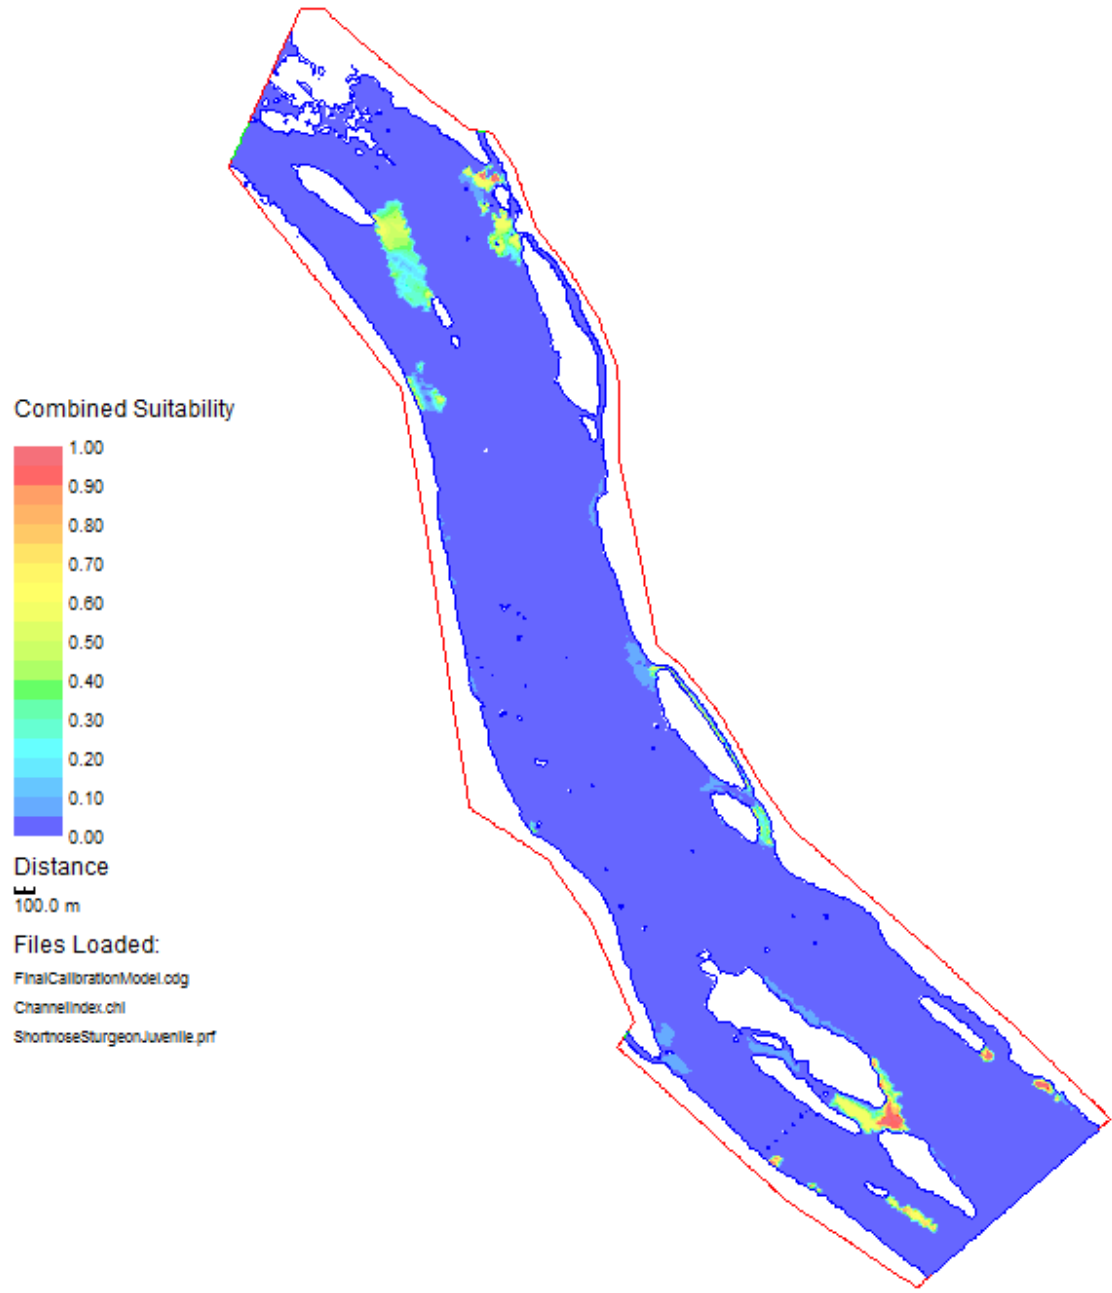 Combined Suitability
1.00
0.90
0.80
0.70
0.60
0.50
0.40
0.30
0.20
0.10
0.00
Distance
100.0 m
Files Loaded:
FinalCalibrationModel.cdg
ChannelIndex.chi
ShortnoseSturgeonJuvenile.prf